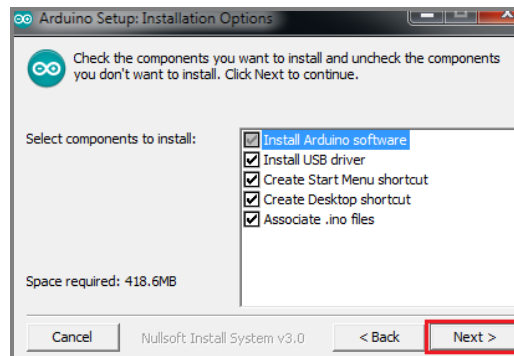 Arduino Setup: Installation Options
Check the components you want to install and uncheck the components
you don't want to install. Click Next to continue.
Select components to install:
Install Arduino software
Install USB driver
Create Start Menu shortcut
Create Desktop shortcut
Associate .ino files
Space required: 418.6MB
Cancel
Nullsoft Install System v3.0
< Back
Next >